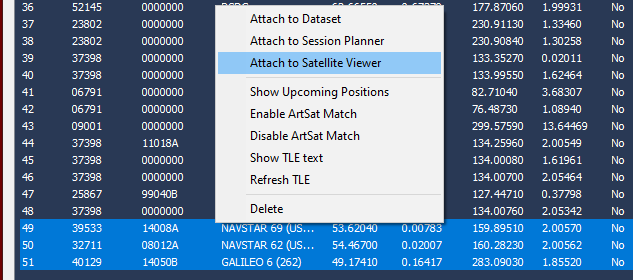 36 52145 0000000 177.87060 1.99931 No
37 23802 0000000 Attach to Dataset 230.91130 1.33460 No
38 23802 0000000 Attach to Session Planner 230.90840 1.30258 No
39 37398 0000000 Attach to Satellite Viewer 133.35250 0.02011 No
40 37398 0000000 133.99550 1.62464 No
41 06791 0000000 Show Upcoming Positions 82.71040 3.68307 No
42 06791 0000000 Enable ArtSat Match 76.48730 1.08940 No
43 09001 0000000 Disable ArtSat Match 299.57590 13.64469 No
44 37398 11018A 134.25960 2.00549 No
45 37398 0000000 Show TLE text 134.00080 1.61961 No
46 37398 0000000 Refresh TLE 134.00080 2.05354 No
47 25867 99040B 127.44710 0.37798 No
48 37398 0000000 Delete 134.00760 2.05342 No
49 39533 14008A NAVSTAR 69 (US... 53.62040 0.00783 159.89510 2.00570 No
50 32711 08012A NAVSTAR 62 (US... 54.46700 0.02007 160.28230 2.00562 No
51 40129 14050B GALILEO 6 (262) 49.17410 0.16417 283.09030 1.85520 No